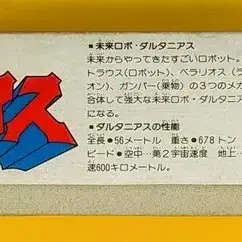 ス
■未来ロボ・ダルタニアス
未来からやってきたすごいロボット。
トラウス(ロボット)、ベラリオス(ラ
オン)、ガンパー(乗物)の3つのメカ
合体して強大な未来ロボ・ダルタニア
になる。
■ダルタニアスの性能
全長●56メートル 重さ●678トン
ピード●空中…第2宇宙速度 地上…
速600キロメートル。